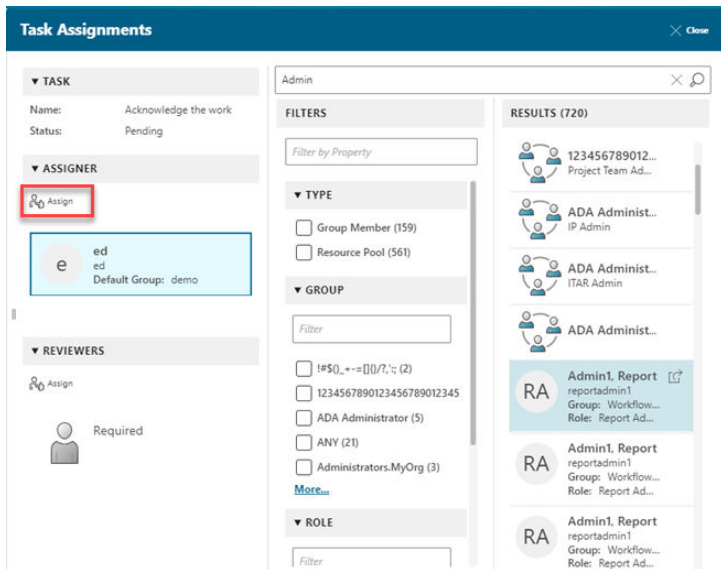 Task Assignments
Close
TASK
Name: Acknowledge the work
Status: Pending
ASSIGNER
Assign
e
ed
ed
Default Group: demo
REVIEWERS
Assign
Required
Admin
FILTERS
Filter by Property
TYPE
Group Member (159)
Resource Pool (561)
GROUP
Filter
1234567890123456789012345
ADA Administrator (5)
ANY (21)
Administrators.MyOrg (3)
More...
ROLE
Filter
RESULTS (720)
123456789012...
Project Team Ad...
ADA Administ...
IP Admin
ADA Administ...
ITAR Admin
ADA Administ...
RA
Admin1, Report
reportadmin1
Group: Workflow...
Role: Report Ad...
RA
Admin1, Report
reportadmin1
Group: Workflow...
Role: Report Ad...
RA
Admin1, Report
reportadmin1
Group: Workflow...
Role: Report Ad...